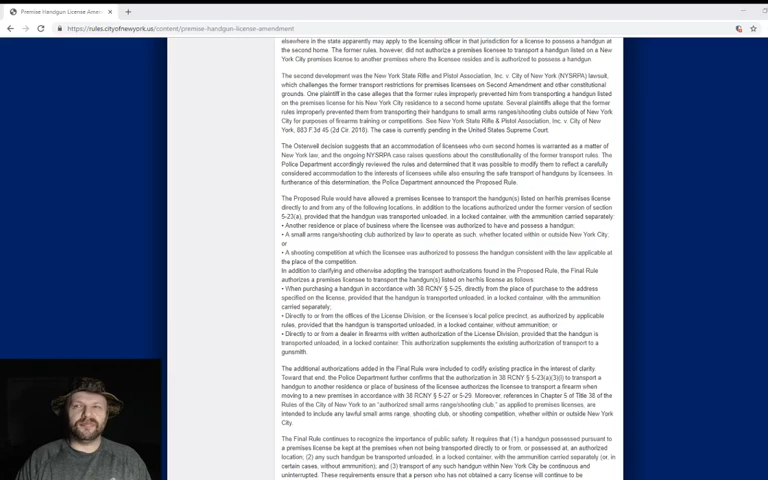 Premise Handgun License Amendment
https://rules.cityofnewyork.us/content/premise-handgun-license-amendment
elsewhere in the state apparently may apply to the licensing officer in that jurisdiction for a license to possess a handgun at
the second home. The former rules, however, did not authorize a premises licensee to transport a handgun listed on a New
York City premises license to another premises where the licensee resides and is authorized to possess a handgun
The second development was the New York State Rifle and Pistol Association, Inc. v. City of New York (NYSRPA) lawsuit,
which challenges the former transport restrictions for premises licensees on Second Amendment and other constitutional
grounds. One plaintiff in the case alleges that the former rules improperly prevented him from transporting a handgun listed
on the premises license for his New York City residence to a second home upstate. Several plaintiffs allege that the former
rules improperly prevented them from transporting their handguns to small arms ranges/shooting clubs outside of New York
City for purposes of firearms training or competitions. See New York State Rifle & Pistol Association, Inc. v. City of New
York, 883 F.3d 45 (2d Cir. 2018). The case is currently pending in the United States Supreme Court.
The Osterweil decision suggests that an accommodation of licensees who own second homes is warranted as a matter of
New York law, and the ongoing NYSRPA case raises questions about the constitutionality of the former transport rules. The
Police Department accordingly reviewed the rules and determined that it was possible to modify them to reflect a carefully
considered accommodation to the interests of licensees while also ensuring the safe transport of handguns by licensees. In
furtherance of this determination, the Police Department announced the Proposed Rule.
The Proposed Rule would have allowed a premises licensee to transport the handgun(s) listed on her/his premises license
directly to and from any of the following locations, in addition to the locations authorized under the former version of section
5-23(a), provided that the handgun was transported unloaded, in a locked container, with the ammunition carried separately:
• Another residence or place of business where the licensee was authorized to have and possess a handgun;
• A small arms range/shooting club authorized by law to operate as such, whether located within or outside New York City;
or
• A shooting competition at which the licensee was authorized to possess the handgun consistent with the law applicable at
the place of the competition.
In addition to clarifying and otherwise adopting the transport authorizations found in the Proposed Rule, the Final Rule
authorizes a premises licensee to transport the handgun(s) listed on her/his license as follows:
• When purchasing a handgun in accordance with 38 RCNY § 5-25, directly from the place of purchase to the address
specified on the license, provided that the handgun is transported unloaded, in a locked container, with the ammunition
carried separately;
• Directly to or from the offices of the License Division, or the licensee's local police precinct, as authorized by applicable
rules, provided that the handgun is transported unloaded, in a locked container, without ammunition; or
• Directly to or from a dealer in firearms with written authorization of the License Division, provided that the handgun is
transported unloaded, in a locked container. This authorization supplements the existing authorization of transport to a
gunsmith.
The additional authorizations added in the Final Rule were included to codify existing practice in the interest of clarity.
Toward that end, the Police Department further confirms that the authorization in 38 RCNY § 5-23(a)(3)(i) to transport a
handgun to another residence or place of business of the licensee authorizes the licensee to transport a firearm when
moving to a new premises in accordance with 38 RCNY § 5-27 or 5-29. Moreover, references in Chapter 5 of Title 38 of the
Rules of the City of New York to an "authorized small arms range/shooting club," as applied to premises licenses, are
intended to include any lawful small arms range, shooting club, or shooting competition, whether within or outside New York
City.
The Final Rule continues to recognize the importance of public safety. It requires that (1) a handgun possessed pursuant to
a premises license be kept at the premises when not being transported directly to or from, or possessed at, an authorized
location, (2) any such handgun be transported unloaded, in a locked container, with the ammunition carried separately (or, in
certain cases, without ammunition); and (3) transport of any such handgun within New York City be continuous and
uninterrupted. These requirements ensure that a person who has not obtained a carry license will continue to be